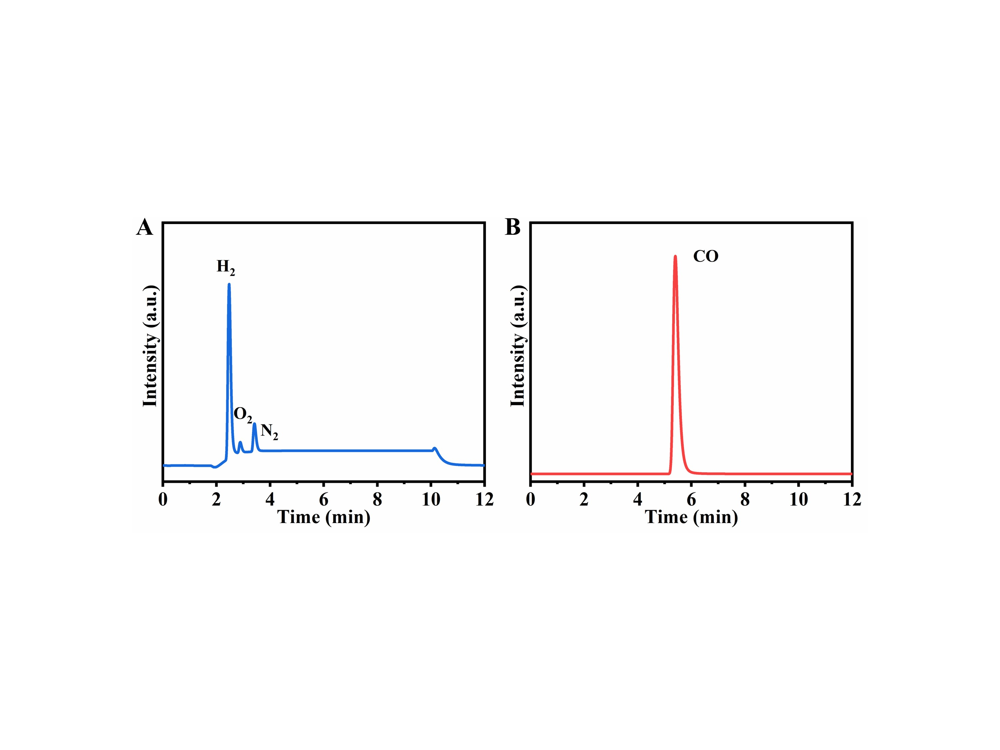 A
H2
O2
N2
Intensity (a.u.)
0 2 4 6 8 10 12
Time (min)
B
CO
Intensity (a.u.)
0 2 4 6 8 10 12
Time (min)